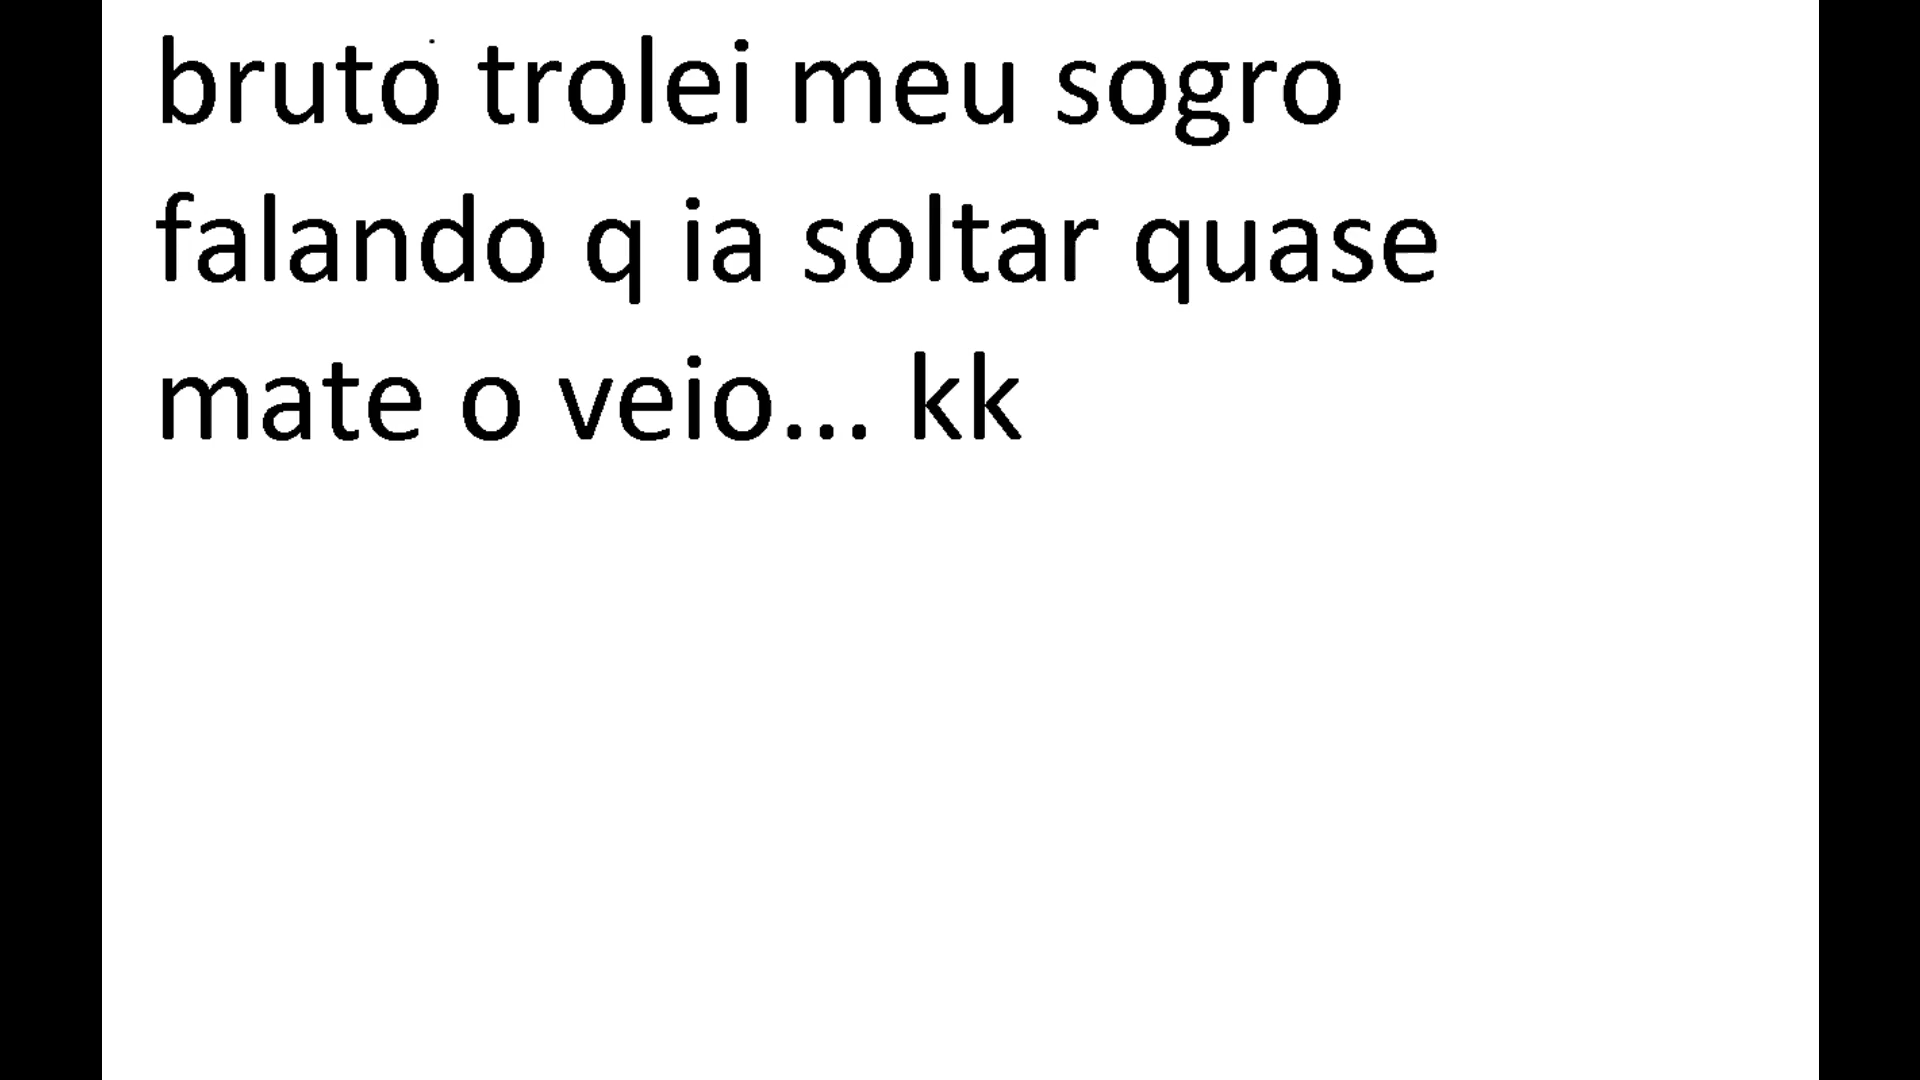 bruto trolei meu sogro
falando q ia soltar quase
mate o veio... kk